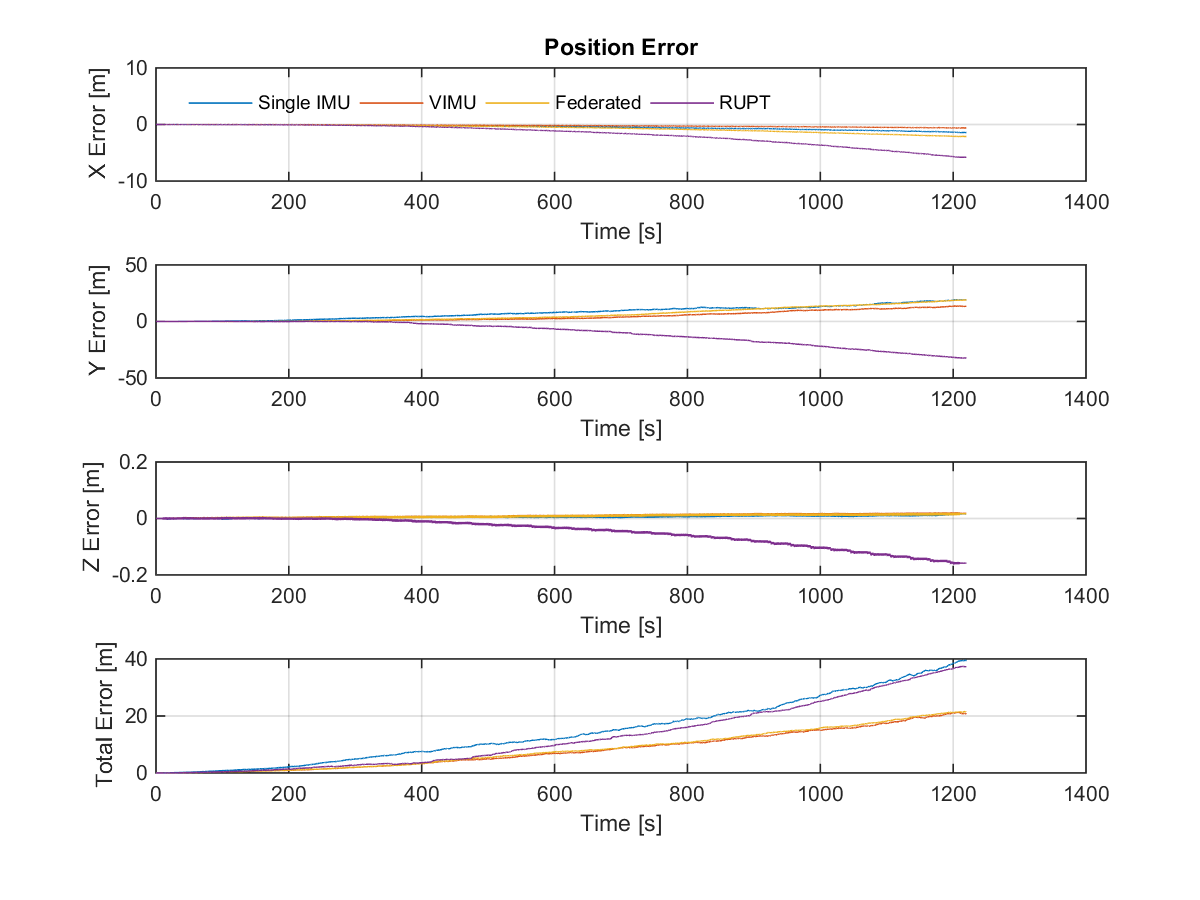 Position Error
10
0
-10
X Error [m]
Single IMU VIMU Federated RUPT
0 200 400 600 800 1000 1200 1400
Time [s]
50
0
-50
Y Error [m]
0 200 400 600 800 1000 1200 1400
Time [s]
0.2
0
-0.2
Z Error [m]
0 200 400 600 800 1000 1200 1400
Time [s]
40
20
0
Total Error [m]
0 200 400 600 800 1000 1200 1400
Time [s]